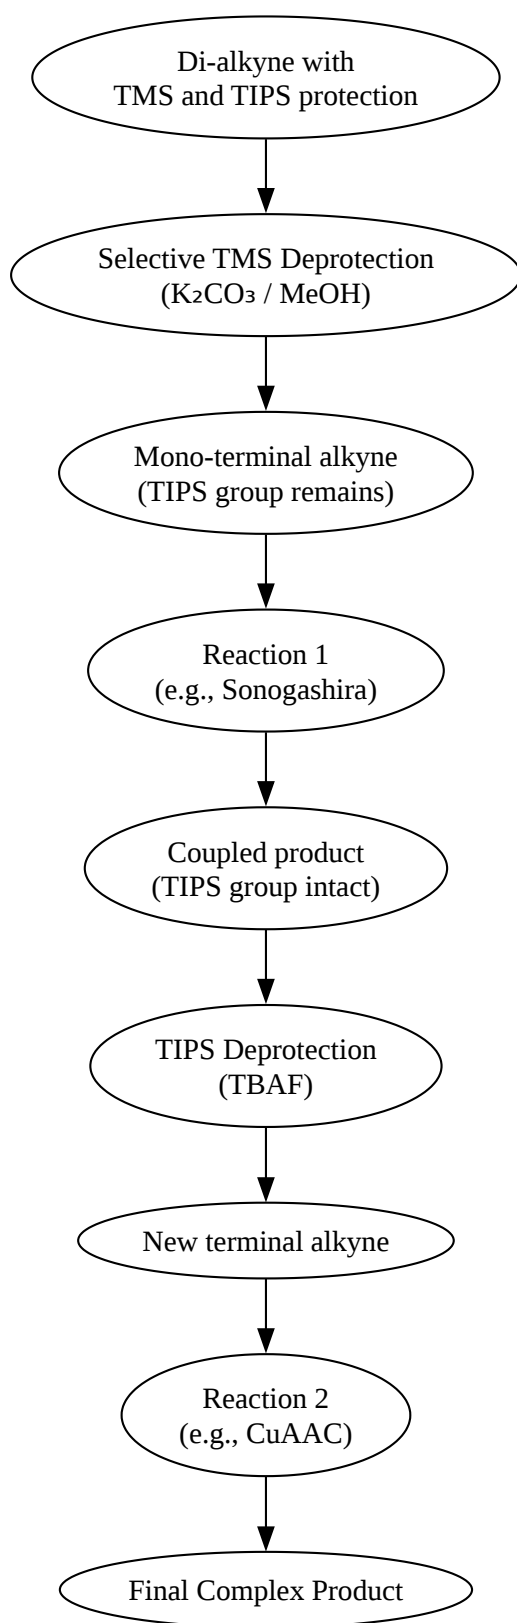 Di-alkyne with
TMS and TIPS protection
Selective TMS Deprotection
(K₂CO₃ / MeOH)
Mono-terminal alkyne
(TIPS group remains)
Reaction 1
(e.g., Sonogashira)
Coupled product
(TIPS group intact)
TIPS Deprotection
(TBAF)
New terminal alkyne
Reaction 2
(e.g., CuAAC)
Final Complex Product